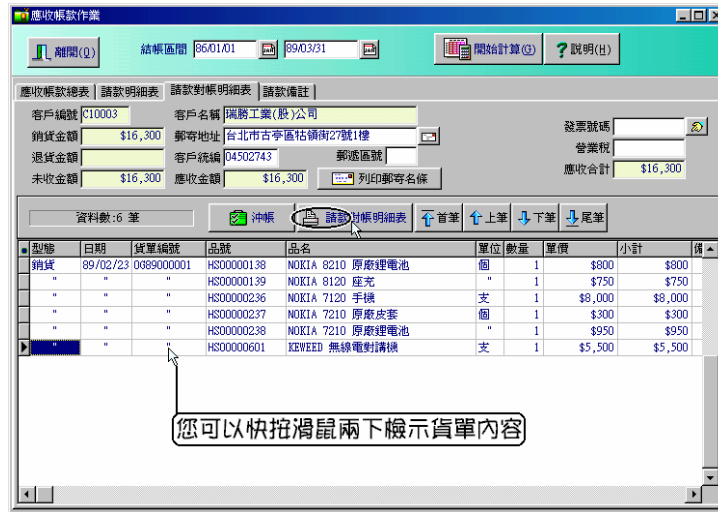 應收帳款作業
離開(Q) 結帳區間 86/01/01 89/03/31 開始計算(G) 說明(H)
應收帳款總表 請款明細表 請款對帳明細表 請款備註
客戶編號 C10003 客戶名稱 瑞勝工業(股)公司 發票號碼
銷貨金額 $16,300 郵寄地址 台北市古亭區牯嶺街27號1樓 營業稅
退貨金額 客戶統編 04502743 郵遞區號 應收合計 $16,300
未收金額 $16,300 應收金額 $16,300 列印郵寄名條
資料數:6 筆 沖帳 請款對帳明細表 首筆 上筆 下筆 尾筆
型態 日期 貨單編號 品號 品名 單位 數量 單價 小計 備
銷貨 89/02/23 0G89000001 HS00000138 NOKIA 8210 原廠鋰電池 個 1 $800 $800
" " " HS00000139 NOKIA 8120 座充 " 1 $750 $750
" " " HS00000236 NOKIA 7120 手機 支 1 $8,000 $8,000
" " " HS00000237 NOKIA 7210 原廠皮套 個 1 $300 $300
" " " HS00000238 NOKIA 7210 原廠鋰電池 " 1 $950 $950
" " " HS00000601 KEWEED 無線電對講機 支 1 $5,500 $5,500
您可以快按滑鼠兩下檢示貨單內容